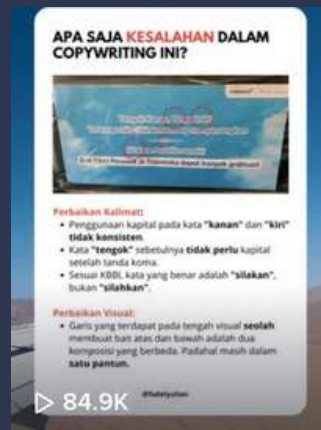 APA SAJA KESALAHAN DALAM
COPYWRITING INI?
Perbaikan Kalimat:
• Penggunaan kapital pada kata "kanan" dan "kiri"
tidak konsisten.
• Kata "tengok" sebetulnya tidak perlu kapital
setelah tanda koma.
• Sesuai KBBI, kata yang benar adalah "silakan",
bukan "silahkan".
Perbaikan Visual:
• Garis yang terdapat pada tengah visual seolah
membuat bait atas dan bawah adalah dua
komposisi yang berbeda. Padahal masih dalam
satu pantun.
84.9K